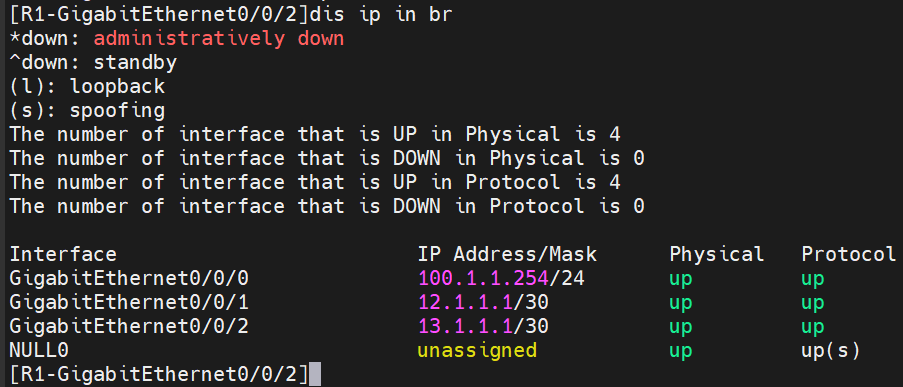 [R1-GigabitEthernet0/0/2]dis ip in br
*down: administratively down
^down: standby
(l): loopback
(s): spoofing
The number of interface that is UP in Physical is 4
The number of interface that is DOWN in Physical is 0
The number of interface that is UP in Protocol is 4
The number of interface that is DOWN in Protocol is 0

Interface                         IP Address/Mask      Physical   Protocol
GigabitEthernet0/0/0              100.1.1.254/24       up         up
GigabitEthernet0/0/1              12.1.1.1/30          up         up
GigabitEthernet0/0/2              13.1.1.1/30          up         up
NULL0                             unassigned           up         up(s)
[R1-GigabitEthernet0/0/2]